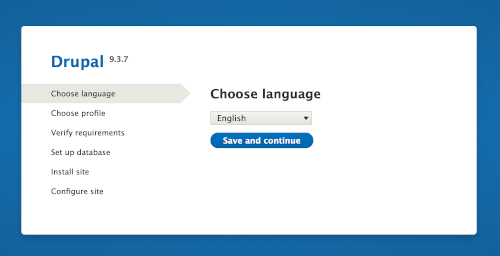 Drupal 9.3.7
Choose language
Choose profile
Verify requirements
Set up database
Install site
Configure site
Choose language
English
Save and continue